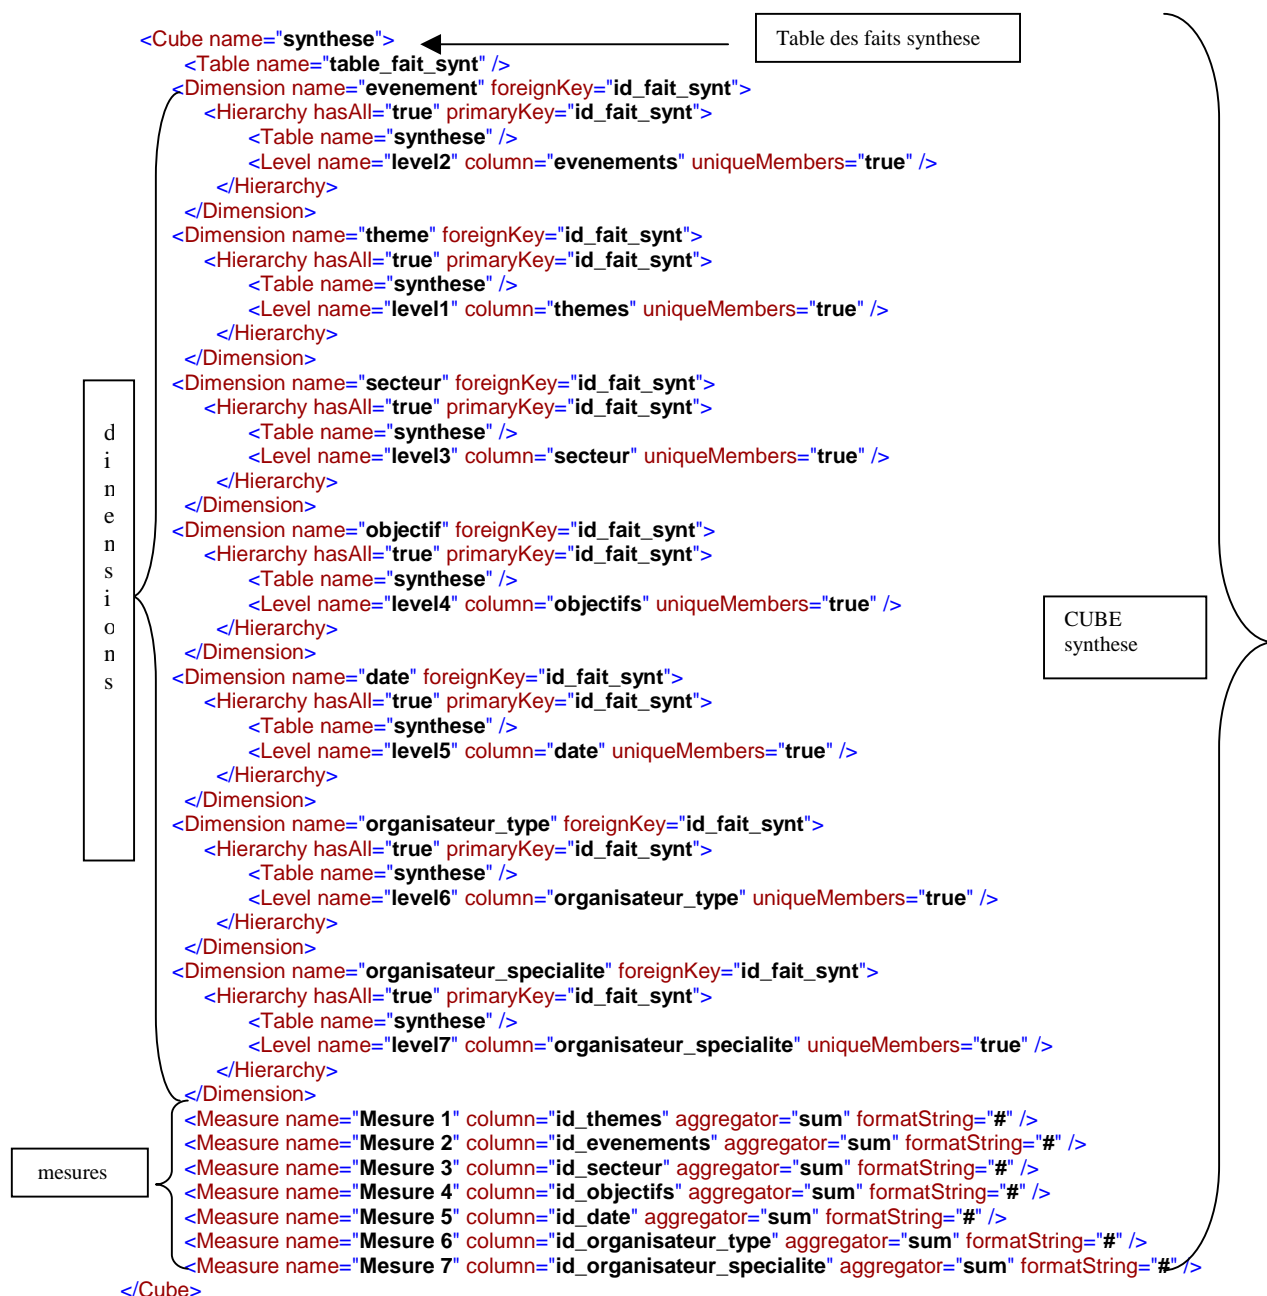 <Cube name="synthese">
Table des faits synthese
<Table name="table_fait_synt" />
<Dimension name="evenement" foreignKey="id_fait_synt">
<Hierarchy hasAll="true" primaryKey="id_fait_synt">
<Table name="synthese" />
<Level name="level2" column="evenements" uniqueMembers="true" />
</Hierarchy>
</Dimension>
<Dimension name="theme" foreignKey="id_fait_synt">
<Hierarchy hasAll="true" primaryKey="id_fait_synt">
<Table name="synthese" />
<Level name="level1" column="themes" uniqueMembers="true" />
</Hierarchy>
</Dimension>
<Dimension name="secteur" foreignKey="id_fait_synt">
<Hierarchy hasAll="true" primaryKey="id_fait_synt">
<Table name="synthese" />
<Level name="level3" column="secteur" uniqueMembers="true" />
</Hierarchy>
</Dimension>
<Dimension name="objectif" foreignKey="id_fait_synt">
<Hierarchy hasAll="true" primaryKey="id_fait_synt">
<Table name="synthese" />
<Level name="level4" column="objectifs" uniqueMembers="true" />
</Hierarchy>
</Dimension>
<Dimension name="date" foreignKey="id_fait_synt">
<Hierarchy hasAll="true" primaryKey="id_fait_synt">
<Table name="synthese" />
<Level name="level5" column="date" uniqueMembers="true" />
</Hierarchy>
</Dimension>
<Dimension name="organisateur_type" foreignKey="id_fait_synt">
<Hierarchy hasAll="true" primaryKey="id_fait_synt">
<Table name="synthese" />
<Level name="level6" column="organisateur_type" uniqueMembers="true" />
</Hierarchy>
</Dimension>
<Dimension name="organisateur_specialite" foreignKey="id_fait_synt">
<Hierarchy hasAll="true" primaryKey="id_fait_synt">
<Table name="synthese" />
<Level name="level7" column="organisateur_specialite" uniqueMembers="true" />
</Hierarchy>
</Dimension>
<Measure name="Mesure 1" column="id_themes" aggregator="sum" formatString="#" />
<Measure name="Mesure 2" column="id_evenements" aggregator="sum" formatString="#" />
<Measure name="Mesure 3" column="id_secteur" aggregator="sum" formatString="#" />
<Measure name="Mesure 4" column="id_objectifs" aggregator="sum" formatString="#" />
<Measure name="Mesure 5" column="id_date" aggregator="sum" formatString="#" />
<Measure name="Mesure 6" column="id_organisateur_type" aggregator="sum" formatString="#" />
<Measure name="Mesure 7" column="id_organisateur_specialite" aggregator="sum" formatString="#" />
</Cube>
d
i
n
e
n
s
i
o
n
s
mesures
CUBE
synthese